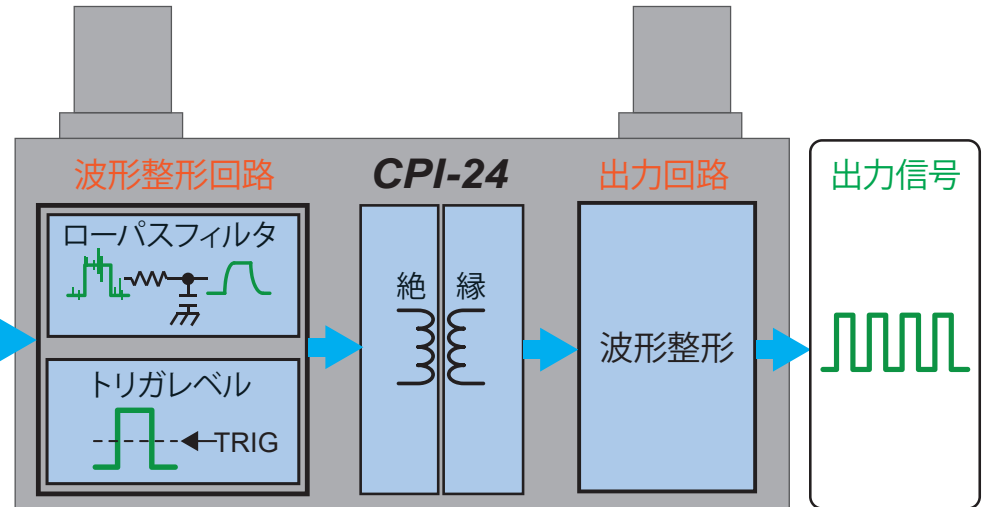 波形整形回路
ローパスフィルタ
トリガレベル
TRIG
CPI-24
絶縁
出力回路
波形整形
出力信号